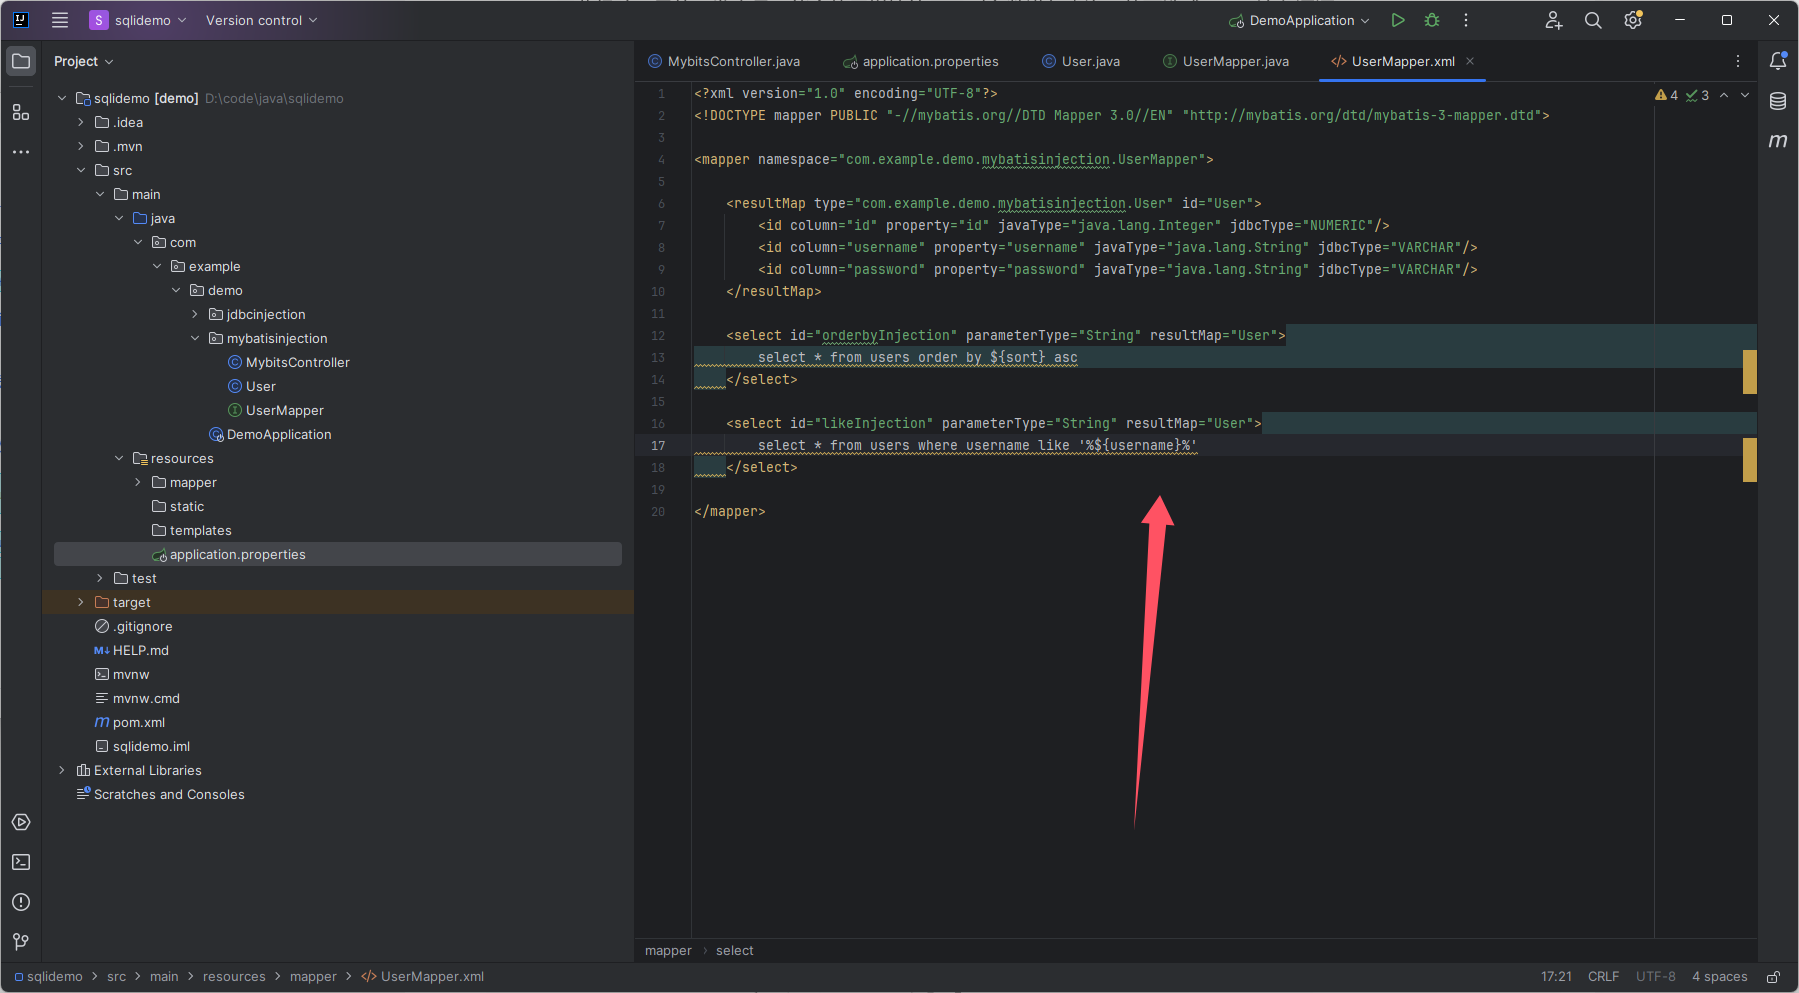 S sqlidemo Version control DemoApplication
Project
sqlidemo [demo] D:\code\java\sqlidemo
.idea
.mvn
src
main
java
com
example
demo
jdbcinjection
mybatisinjection
MybitsController
User
UserMapper
DemoApplication
resources
mapper
static
templates
application.properties
test
target
.gitignore
HELP.md
mvnw
mvnw.cmd
pom.xml
sqlidemo.iml
External Libraries
Scratches and Consoles
MybitsController.java application.properties User.java UserMapper.java UserMapper.xml
4 3
1 <?xml version="1.0" encoding="UTF-8"?>
2 <!DOCTYPE mapper PUBLIC "-//mybatis.org//DTD Mapper 3.0//EN" "http://mybatis.org/dtd/mybatis-3-mapper.dtd">
3
4 <mapper namespace="com.example.demo.mybatisinjection.UserMapper">
5
6 <resultMap type="com.example.demo.mybatisinjection.User" id="User">
7 <id column="id" property="id" javaType="java.lang.Integer" jdbcType="NUMERIC"/>
8 <id column="username" property="username" javaType="java.lang.String" jdbcType="VARCHAR"/>
9 <id column="password" property="password" javaType="java.lang.String" jdbcType="VARCHAR"/>
10 </resultMap>
11
12 <select id="orderbyInjection" parameterType="String" resultMap="User">
13 select * from users order by ${sort} asc
14 </select>
15
16 <select id="likeInjection" parameterType="String" resultMap="User">
17 select * from users where username like '%${username}%'
18 </select>
19
20 </mapper>
mapper select
sqlidemo src main resources mapper UserMapper.xml
17:21 CRLF UTF-8 4 spaces